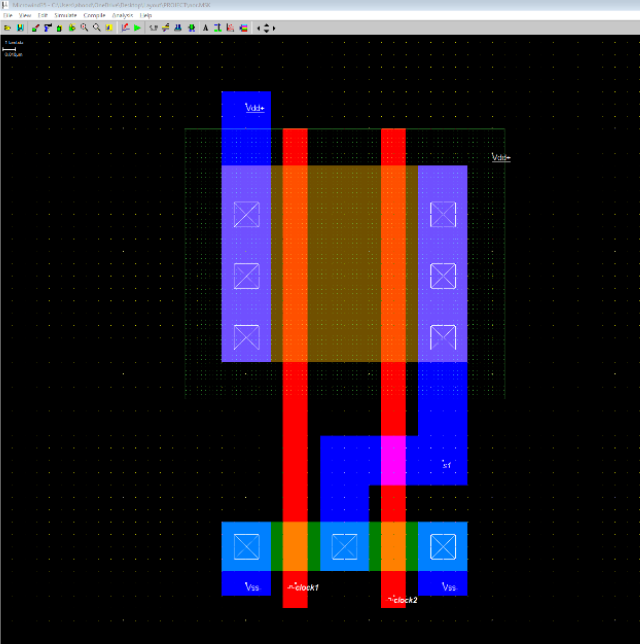 File View Edit Simulate Compile Analysis Help
Vdd+
Vdd+
s1
Vss-
clock1
Vss-
clock2